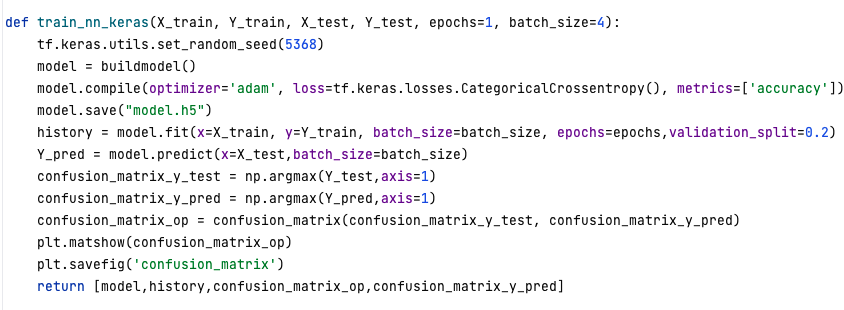 def train_nn_keras(X_train, Y_train, X_test, Y_test, epochs=1, batch_size=4):
    tf.keras.utils.set_random_seed(5368)
    model = buildmodel()
    model.compile(optimizer='adam', loss=tf.keras.losses.CategoricalCrossentropy(), metrics=['accuracy'])
    model.save("model.h5")
    history = model.fit(x=X_train, y=Y_train, batch_size=batch_size, epochs=epochs,validation_split=0.2)
    Y_pred = model.predict(x=X_test,batch_size=batch_size)
    confusion_matrix_y_test = np.argmax(Y_test,axis=1)
    confusion_matrix_y_pred = np.argmax(Y_pred,axis=1)
    confusion_matrix_op = confusion_matrix(confusion_matrix_y_test, confusion_matrix_y_pred)
    plt.matshow(confusion_matrix_op)
    plt.savefig('confusion_matrix')
    return [model,history,confusion_matrix_op,confusion_matrix_y_pred]